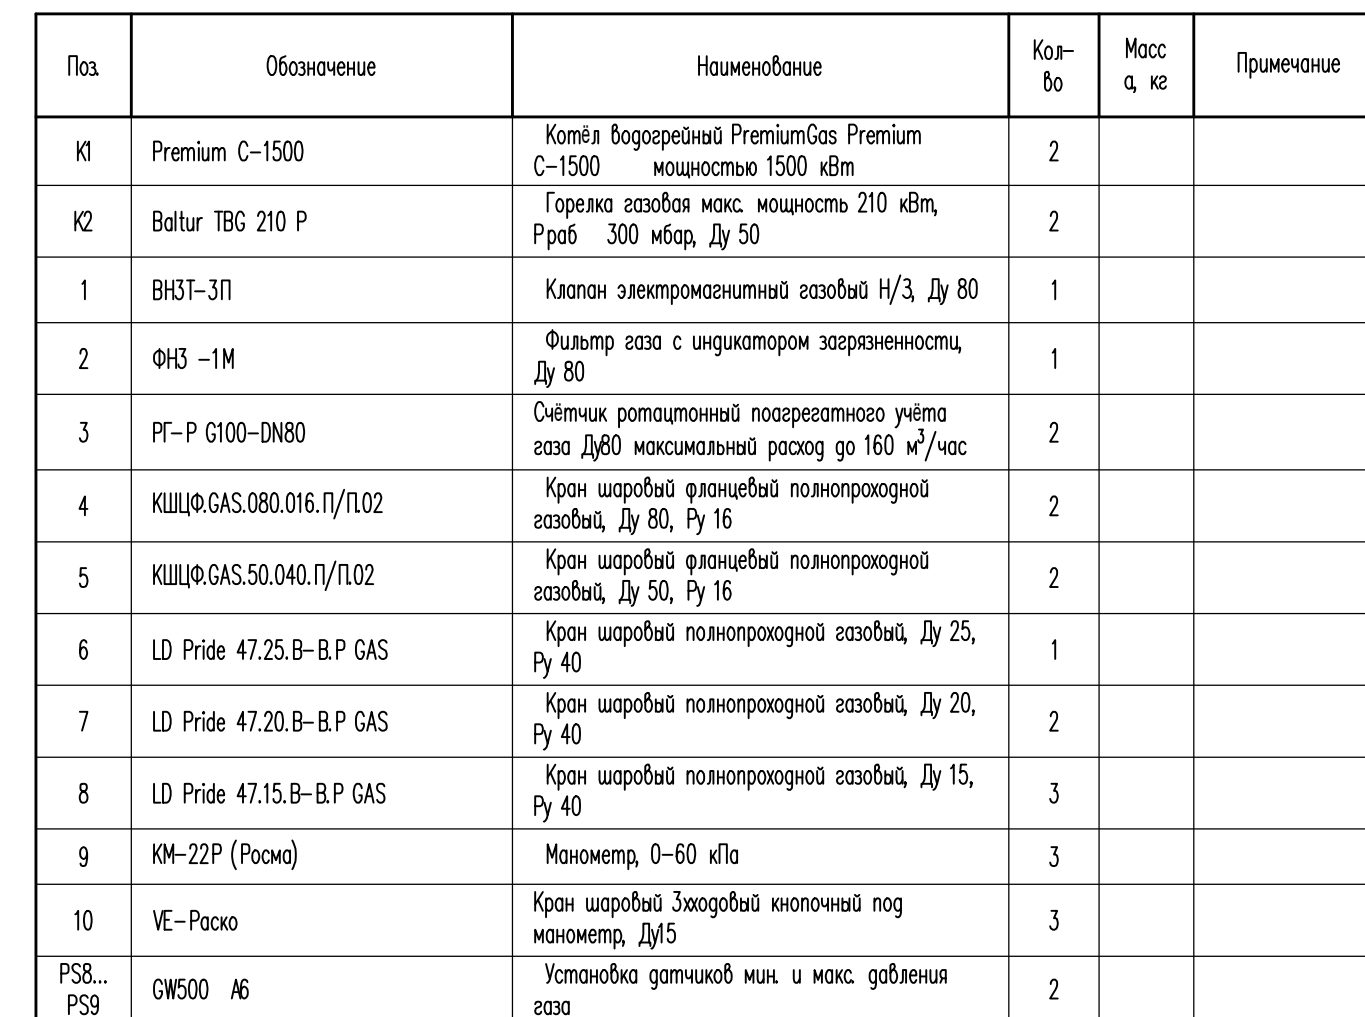 Поз.
Обозначение
Наименование
Кол-
во
Масс
а, кг
Примечание
К1
Premium C-1500
Котёл водогрейный PremiumGas Premium
C-1500 мощностью 1500 кВт
2
К2
Baltur TBG 210 P
Горелка газовая макс. мощность 210 кВт,
Рраб 300 мбар, Ду 50
2
1
ВН3Т-3П
Клапан электромагнитный газовый Н/З, Ду 80
1
2
ФН3 -1М
Фильтр газа с индикатором загрязненности,
Ду 80
1
3
РГ-Р G100-DN80
Счётчик ротацтонный поагрегатного учёта
газа Ду80 максимальный расход до 160 м³/час
2
4
КШЦФ.GAS.080.016.П/П.02
Кран шаровый фланцевый полнопроходной
газовый, Ду 80, Ру 16
2
5
КШЦФ.GAS.50.040.П/П.02
Кран шаровый фланцевый полнопроходной
газовый, Ду 50, Ру 16
2
6
LD Pride 47.25.В-В.Р GAS
Кран шаровый полнопроходной газовый, Ду 25,
Ру 40
1
7
LD Pride 47.20.В-В.Р GAS
Кран шаровый полнопроходной газовый, Ду 20,
Ру 40
2
8
LD Pride 47.15.В-В.Р GAS
Кран шаровый полнопроходной газовый, Ду 15,
Ру 40
3
9
КМ-22Р (Росма)
Манометр, 0-60 кПа
3
10
VE-Раско
Кран шаровый 3хходовый кнопочный под
манометр, Ду15
3
PS8...
PS9
GW500 А6
Установка датчиков мин. и макс. давления
газа
2